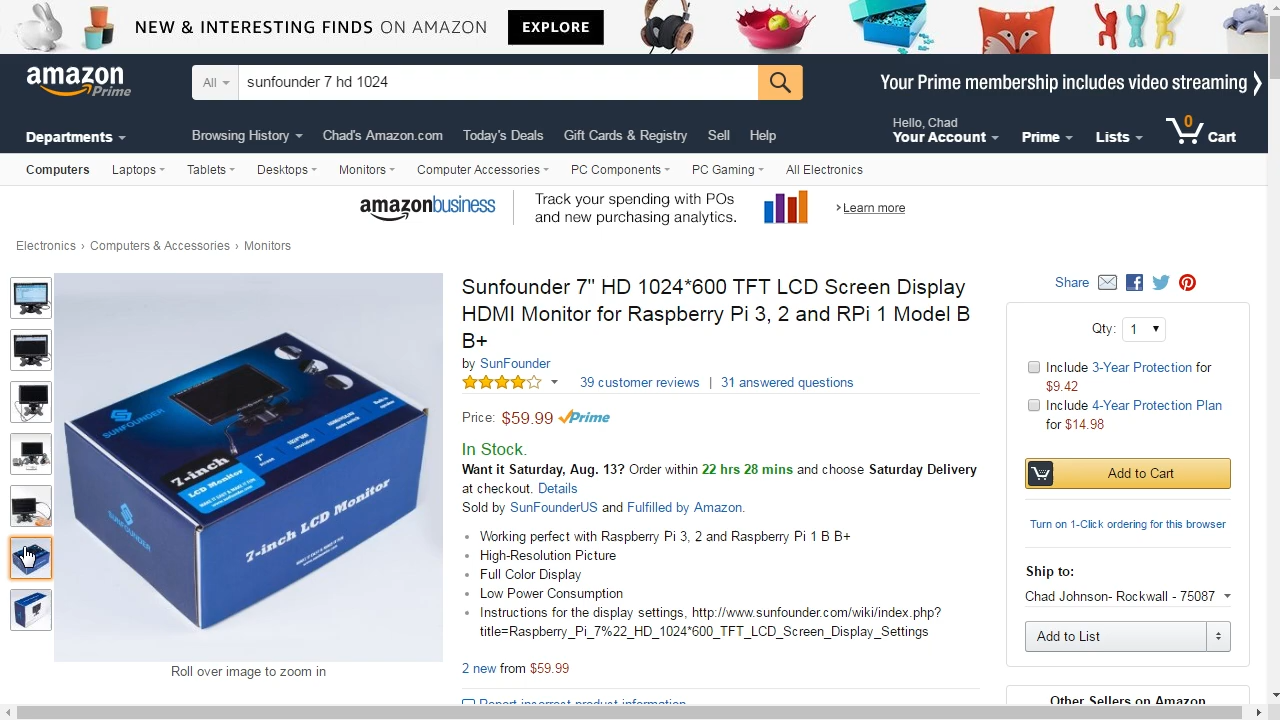 NEW & INTERESTING FINDS ON AMAZON EXPLORE
amazon Prime
All
sunfounder 7 hd 1024
Your Prime membership includes video streaming
Departments
Browsing History
Chad's Amazon.com
Today's Deals
Gift Cards & Registry
Sell
Help
Hello, Chad
Your Account
Prime
Lists
0
Cart
Computers
Laptops
Tablets
Desktops
Monitors
Computer Accessories
PC Components
PC Gaming
All Electronics
amazonbusiness
Track your spending with POs
and new purchasing analytics.
Learn more
Electronics › Computers & Accessories › Monitors
SUNFOUNDER
7-inch
LCD Monitor
SUNFOUNDER
7-inch LCD Monitor
Roll over image to zoom in
Sunfounder 7" HD 1024*600 TFT LCD Screen Display
HDMI Monitor for Raspberry Pi 3, 2 and RPi 1 Model B
B+
by SunFounder
39 customer reviews | 31 answered questions
Price: $59.99 Prime
In Stock.
Want it Saturday, Aug. 13? Order within 22 hrs 28 mins and choose Saturday Delivery
at checkout. Details
Sold by SunFounderUS and Fulfilled by Amazon.
Working perfect with Raspberry Pi 3, 2 and Raspberry Pi 1 B B+
High-Resolution Picture
Full Color Display
Low Power Consumption
Instructions for the display settings, http://www.sunfounder.com/wiki/index.php?
title=Raspberry_Pi_7%22_HD_1024*600_TFT_LCD_Screen_Display_Settings
2 new from $59.99
Report incorrect product information
Share
Qty: 1
Include 3-Year Protection for
$9.42
Include 4-Year Protection Plan
for $14.98
Add to Cart
Turn on 1-Click ordering for this browser
Ship to:
Chad Johnson- Rockwall - 75087
Add to List
Other Sellers on Amazon